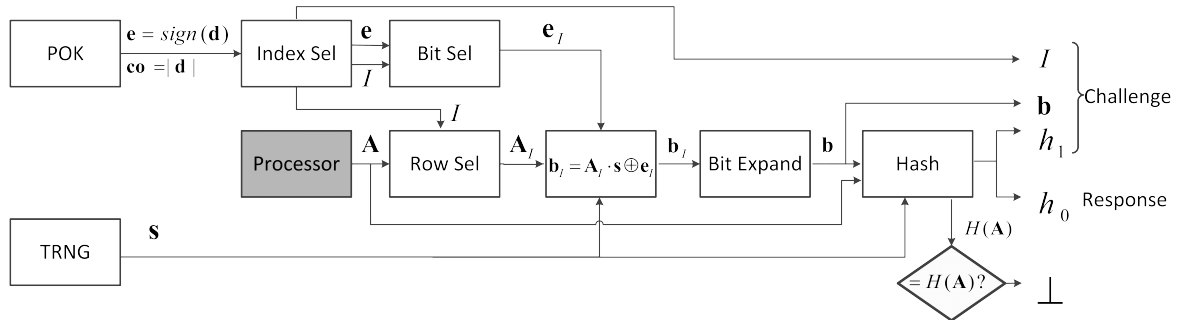 POK
e = sign(d)
co =| d |
Index Sel
e
I
Bit Sel
e_I
I
b
Challenge
h_1
h_0 Response
I
Processor
A
Row Sel
A_I
b_I = A_I · s ⊕ e_I
b_I
Bit Expand
b
Hash
TRNG
s
H(A)
= H(A)?
⊥